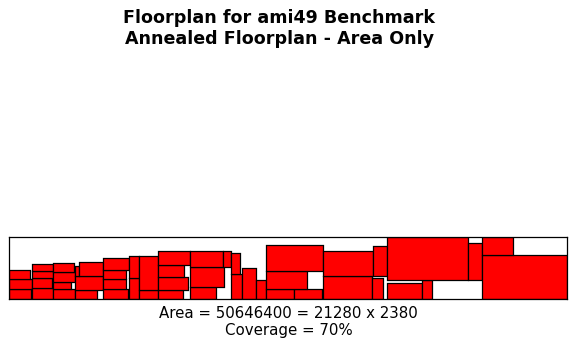 Floorplan for ami49 Benchmark
Annealed Floorplan - Area Only
Area = 50646400 = 21280 x 2380
Coverage = 70%